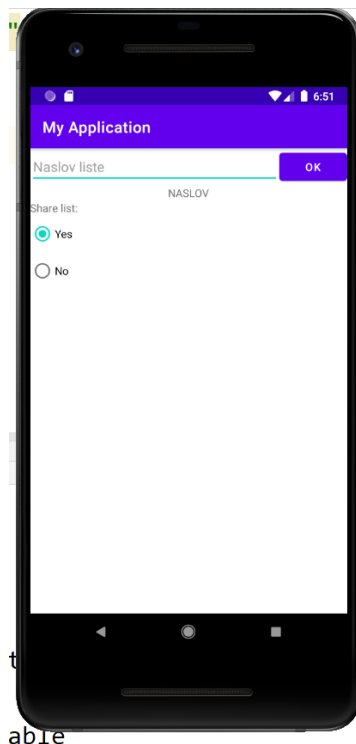 6:51
My Application
Naslov liste
OK
NASLOV
Share list:
Yes
No
able